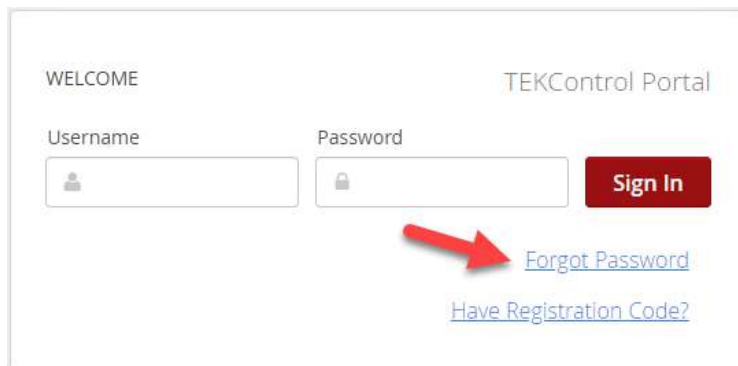 WELCOME
TEKControl Portal
Username
Password
Sign In
Forgot Password
Have Registration Code?